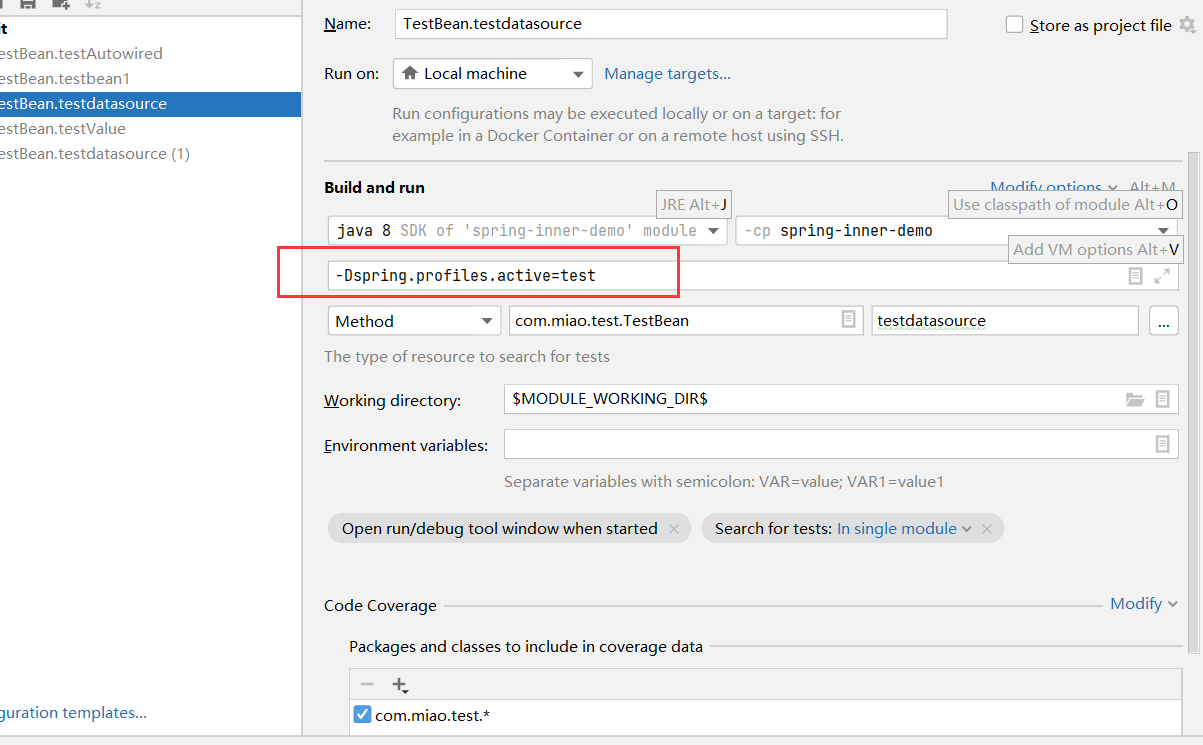 Name: TestBean.testdatasource Store as project file
it
estBean.testAutowired
estBean.testbean1
estBean.testdatasource
estBean.testValue
estBean.testdatasource (1)
Run on: Local machine Manage targets...
Run configurations may be executed locally or on a target: for
example in a Docker Container or on a remote host using SSH.
Build and run Modify options Alt+M
JRE Alt+J Use classpath of module Alt+O
java 8 SDK of 'spring-inner-demo' module -cp spring-inner-demo
Add VM options Alt+V
-Dspring.profiles.active=test
Method com.miao.test.TestBean testdatasource ...
The type of resource to search for tests
Working directory: $MODULE_WORKING_DIR$
Environment variables:
Separate variables with semicolon: VAR=value; VAR1=value1
Open run/debug tool window when started Search for tests: In single module
Code Coverage Modify
Packages and classes to include in coverage data
com.miao.test.*
guration templates...